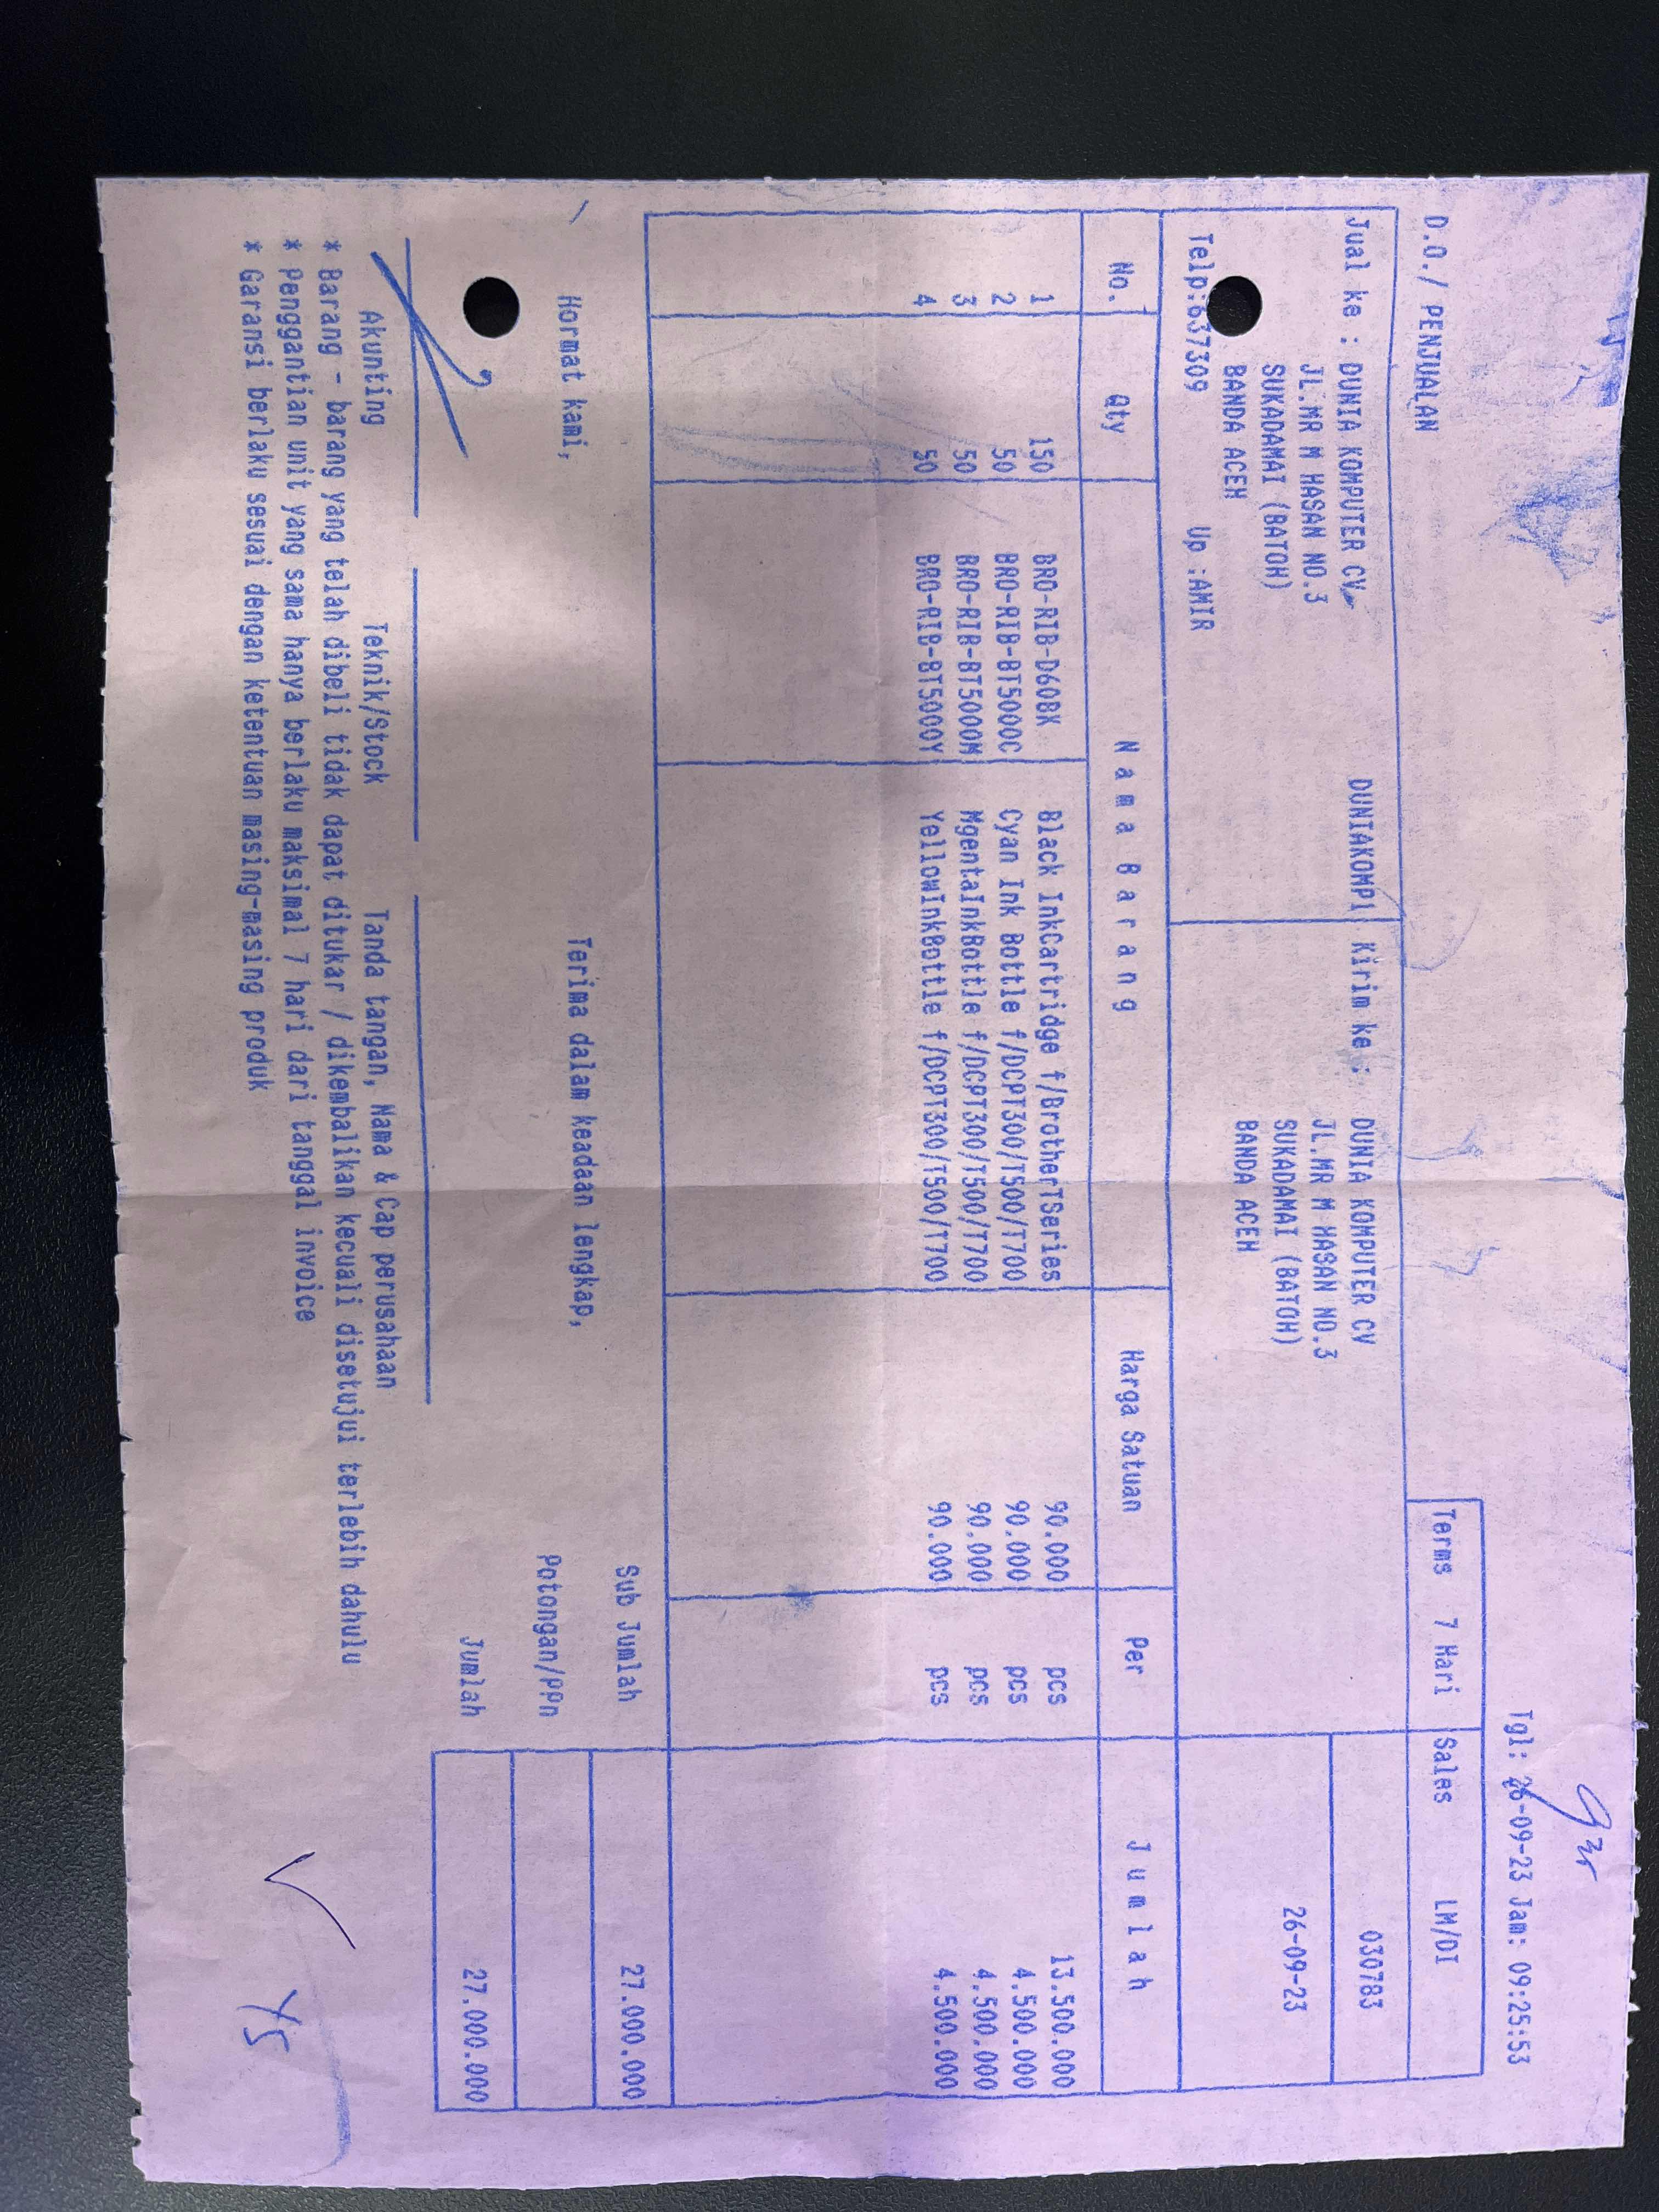 Tgl: 26-09-23 Jam: 09:25:53
D.O./ PENJUALAN
Terms 7 Hari Sales LM/DI
Jual ke : DUNIA KOMPUTER CV DUNIAKOMP1 Kirim ke : DUNIA KOMPUTER CV 030783
JL.MR M HASAN NO.3 JL.MR M HASAN NO.3
SUKADAMAI (BATOH) SUKADAMAI (BATOH) 26-09-23
BANDA ACEH BANDA ACEH
Telp:637309 Up :AMIR
No. Qty Nama Barang Harga Satuan Per Jumlah
1 150 BRO-RIB-D60BK Black InkCartridge f/BrotherTSeries 90.000 pcs 13.500.000
2 50 BRO-RIB-BT5000C Cyan Ink Bottle f/DCPT300/T500/T700 90.000 pcs 4.500.000
3 50 BRO-RIB-BT5000M MgentaInkBottle f/DCPT300/T500/T700 90.000 pcs 4.500.000
4 50 BRO-RIB-BT5000Y YellowInkBottle f/DCPT300/T500/T700 90.000 pcs 4.500.000
Sub Jumlah 27.000.000
Hormat kami, Terima dalam keadaan lengkap,
Potongan/PPn
Jumlah 27.000.000
Akunting Teknik/Stock Tanda tangan, Nama & Cap perusahaan
* Barang - barang yang telah dibeli tidak dapat ditukar / dikembalikan kecuali disetujui terlebih dahulu
* Penggantian unit yang sama hanya berlaku maksimal 7 hari dari tanggal invoice
* Garansi berlaku sesuai dengan ketentuan masing-masing produk